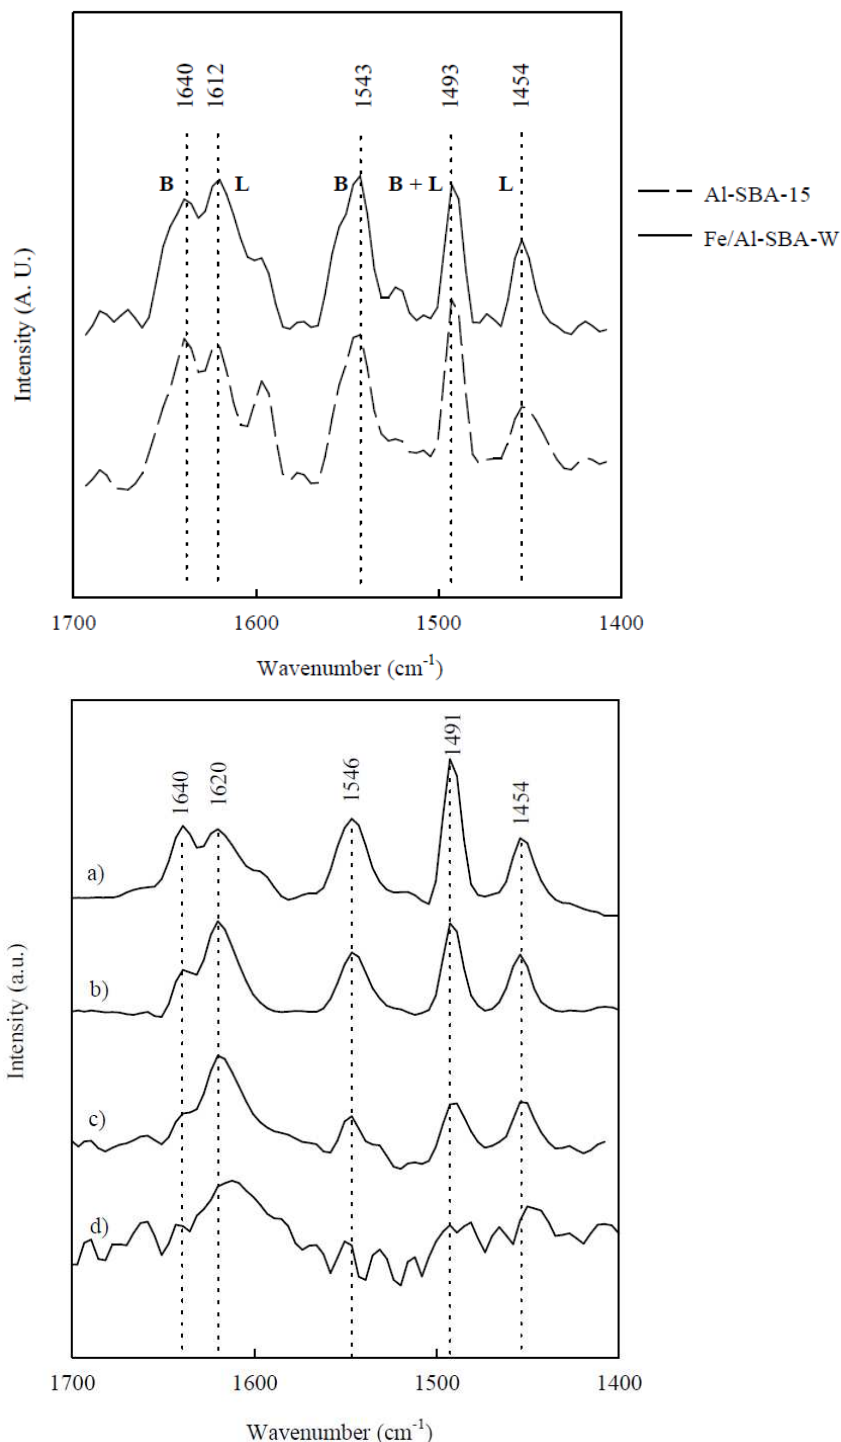 1640 1612 1543 1493 1454
B L B B + L L
Al-SBA-15
Fe/Al-SBA-W
Intensity (A. U.)
1700 1600 1500 1400
Wavenumber (cm-1)
1640 1620 1546 1491 1454
a)
b)
c)
d)
Intensity (a.u.)
1700 1600 1500 1400
Wavenumber (cm-1)